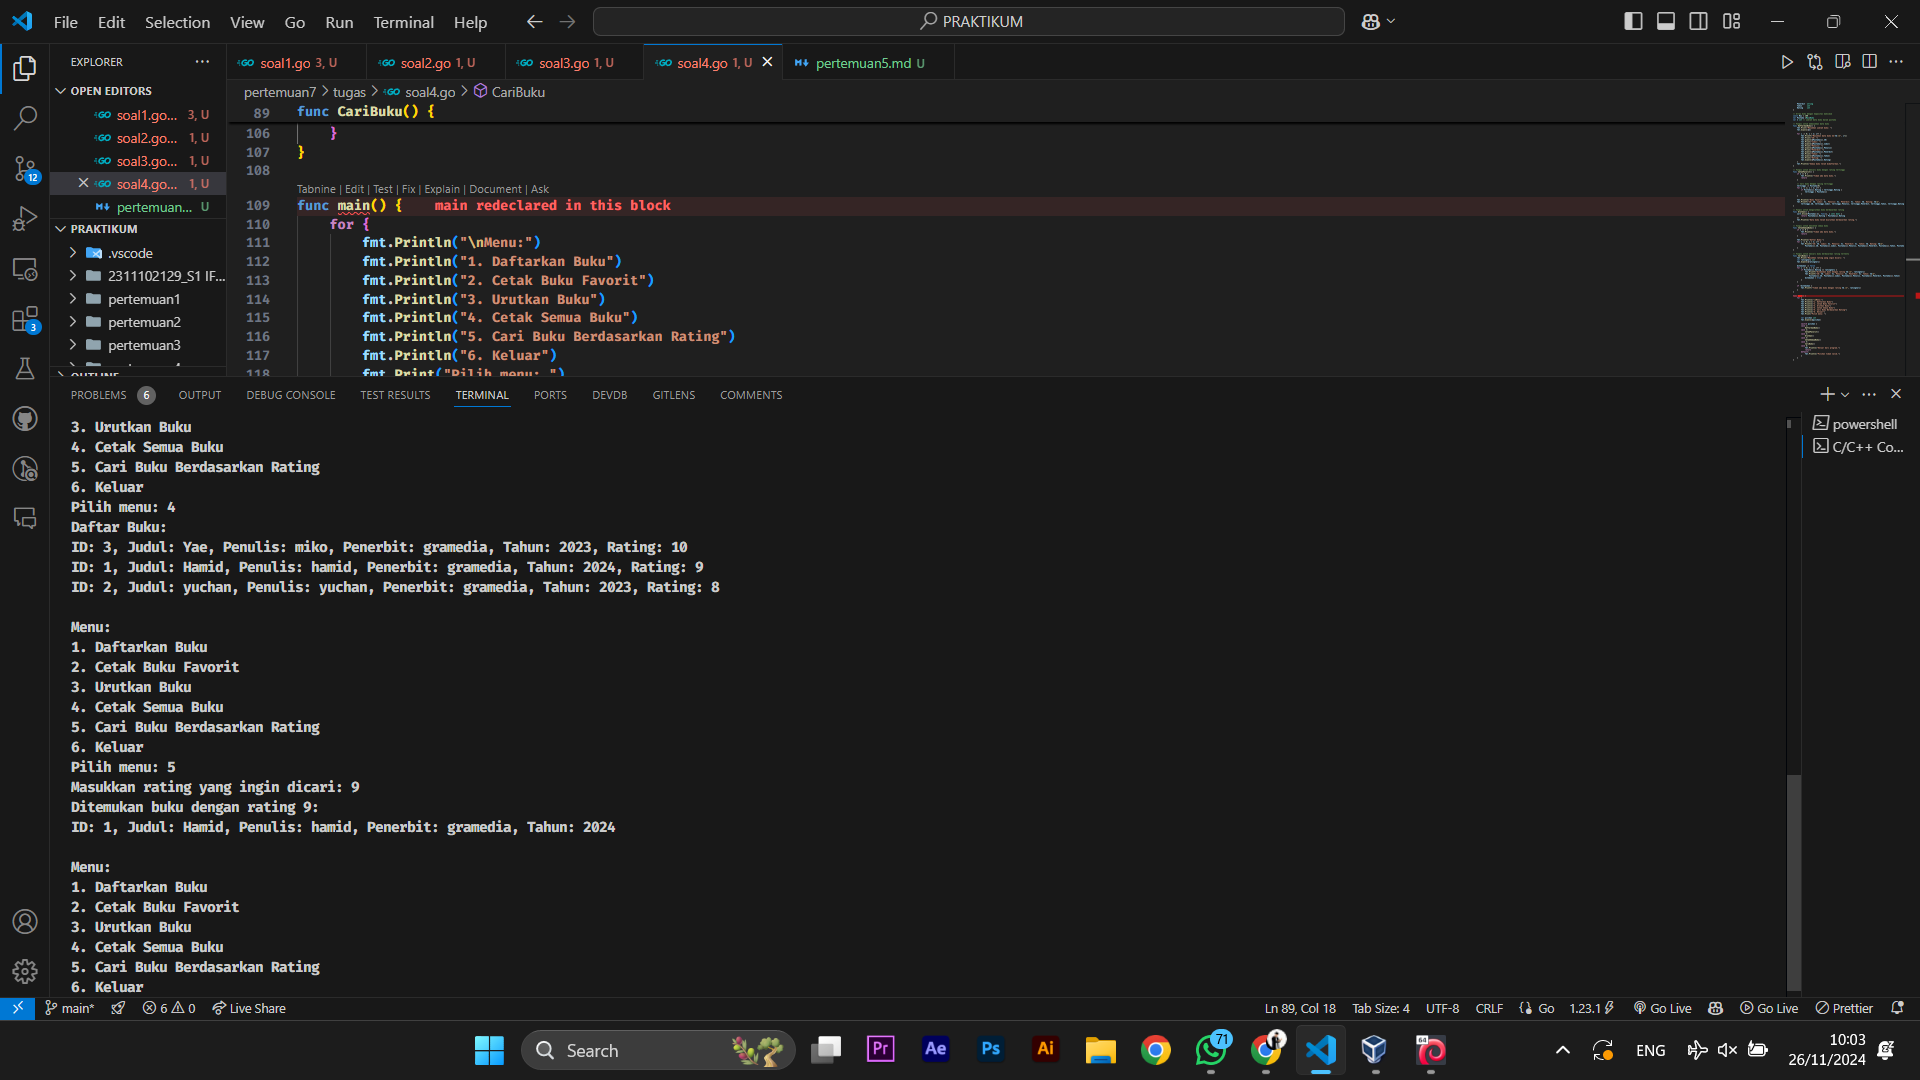 File Edit Selection View Go Run Terminal Help
PRAKTIKUM
EXPLORER
soal1.go 3, U
soal2.go 1, U
soal3.go 1, U
soal4.go 1, U
pertemuan5.md U
OPEN EDITORS
soal1.go... 3, U
soal2.go... 1, U
soal3.go... 1, U
soal4.go... 1, U
pertemuan... U
PRAKTIKUM
.vscode
2311102129_S1 IF...
pertemuan1
pertemuan2
pertemuan3
OUTLINE
12
3
pertemuan7 > tugas > soal4.go > CariBuku
89 func CariBuku() {
106 }
107 }
108
Tabnine | Edit | Test | Fix | Explain | Document | Ask
109 func main() { main redeclared in this block
110 for {
111 fmt.Println("\nMenu:")
112 fmt.Println("1. Daftarkan Buku")
113 fmt.Println("2. Cetak Buku Favorit")
114 fmt.Println("3. Urutkan Buku")
115 fmt.Println("4. Cetak Semua Buku")
116 fmt.Println("5. Cari Buku Berdasarkan Rating")
117 fmt.Println("6. Keluar")
118 fmt.Print("Pilih menu: ")
PROBLEMS 6 OUTPUT DEBUG CONSOLE TEST RESULTS TERMINAL PORTS DEVDB GITLENS COMMENTS
powershell
C/C++ Co...
3. Urutkan Buku
4. Cetak Semua Buku
5. Cari Buku Berdasarkan Rating
6. Keluar
Pilih menu: 4
Daftar Buku:
ID: 3, Judul: Yae, Penulis: miko, Penerbit: gramedia, Tahun: 2023, Rating: 10
ID: 1, Judul: Hamid, Penulis: hamid, Penerbit: gramedia, Tahun: 2024, Rating: 9
ID: 2, Judul: yuchan, Penulis: yuchan, Penerbit: gramedia, Tahun: 2023, Rating: 8
Menu:
1. Daftarkan Buku
2. Cetak Buku Favorit
3. Urutkan Buku
4. Cetak Semua Buku
5. Cari Buku Berdasarkan Rating
6. Keluar
Pilih menu: 5
Masukkan rating yang ingin dicari: 9
Ditemukan buku dengan rating 9:
ID: 1, Judul: Hamid, Penulis: hamid, Penerbit: gramedia, Tahun: 2024
Menu:
1. Daftarkan Buku
2. Cetak Buku Favorit
3. Urutkan Buku
4. Cetak Semua Buku
5. Cari Buku Berdasarkan Rating
6. Keluar
main* 6 0 Live Share Ln 89, Col 18 Tab Size: 4 UTF-8 CRLF Go 1.23.1 Go Live Go Live Prettier
Search Pr Ae Ps Ai 71 64 ENG 10:03
26/11/2024